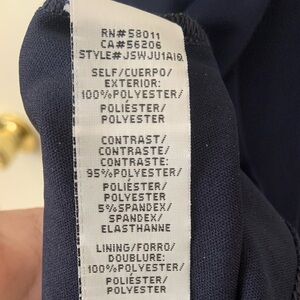 RN#58011
CA#56206
STYLE#JSWJU1AIQ
SELF/CUERPO/
EXTERIOR:
100%POLYESTER/
POLIÉSTER/
POLYESTER
CONTRAST/
CONTRASTE/
CONTRASTE:
95%POLYESTER/
POLIÉSTER/
POLYESTER
5%SPANDEX/
SPANDEX/
ELASTHANNE
LINING/FORRO/
DOUBLURE:
100%POLYESTER/
POLIÉSTER/
POLYESTER